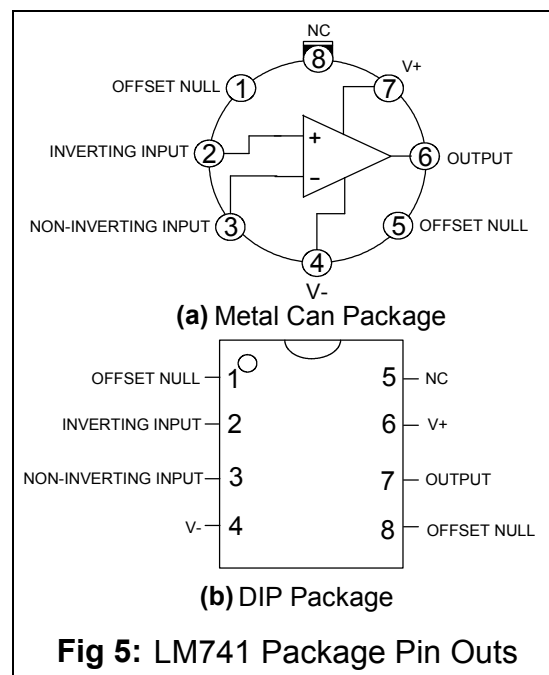 NC
8
V+
OFFSET NULL 1 7
INVERTING INPUT 2 + 6 OUTPUT
−
NON-INVERTING INPUT 3 5 OFFSET NULL
4
V-
(a) Metal Can Package
OFFSET NULL 1 5 NC
INVERTING INPUT 2 6 V+
NON-INVERTING INPUT 3 7 OUTPUT
V- 4 8 OFFSET NULL
(b) DIP Package
Fig 5: LM741 Package Pin Outs